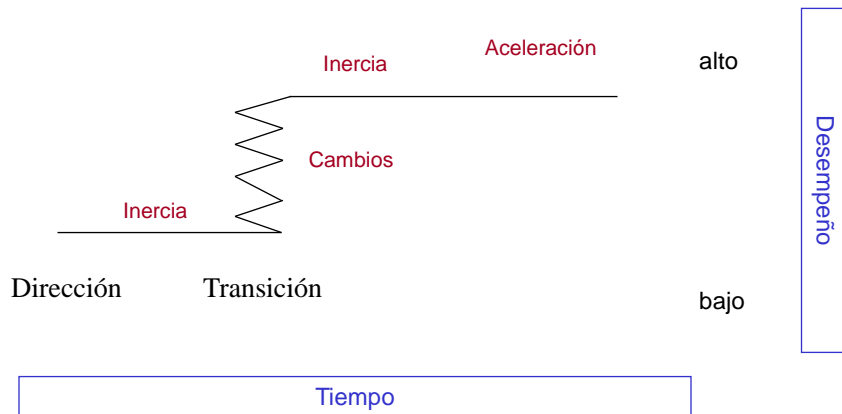 Inercia
Aceleración
alto
Cambios
Inercia
Dirección
Transición
bajo
Desempeño
Tiempo